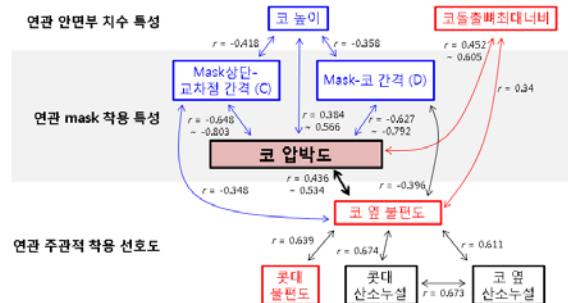 연관 안면부 치수 특성
코 높이
코돌출뼈최대너비
r = -0.418
r = -0.358
r = 0.452
~ 0.605
Mask상단-
교차점 간격 (C)
Mask-코 간격 (D)
r = 0.34
연관 mask 착용 특성
r = -0.648
~ -0.803
r = 0.384
~ 0.566
r = -0.627
~ -0.792
코 압박도
r = 0.436
~ 0.534
r = -0.348
r = -0.396
코 옆 불편도
연관 주관적 착용 선호도
r = 0.639
r = 0.674
r = 0.611
콧대
불편도
콧대
산소누설
r = 0.673
코 옆
산소누설